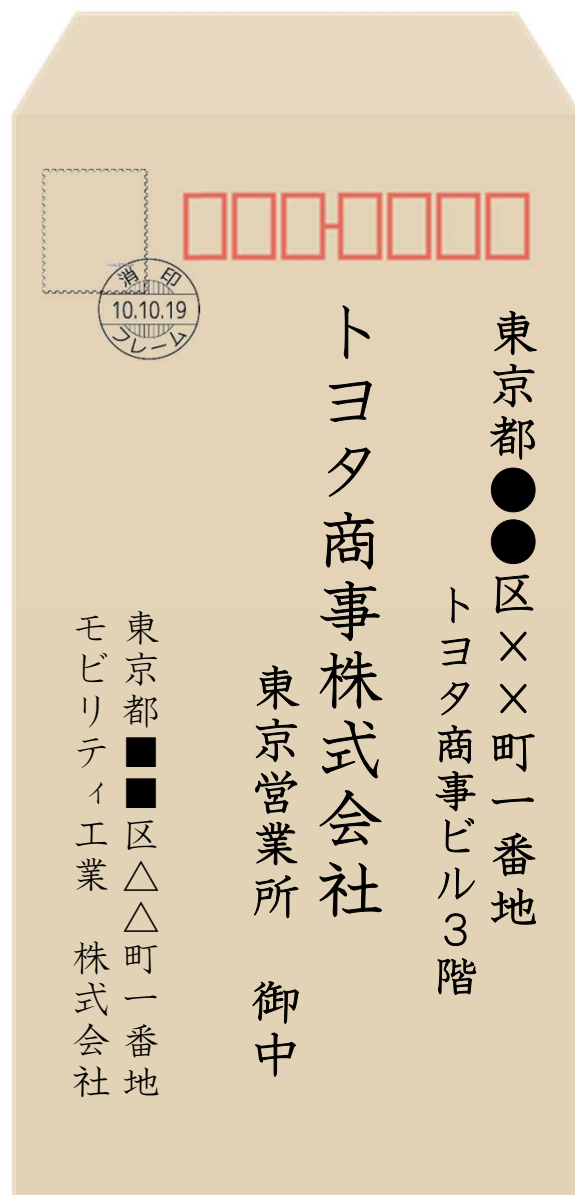 消印
10.10.19
フレーム
東京都●●区××町一番地
トヨタ商事ビル3階
トヨタ商事株式会社
東京営業所　御中
東京都■■区△△町一番地
モビリティ工業　株式会社